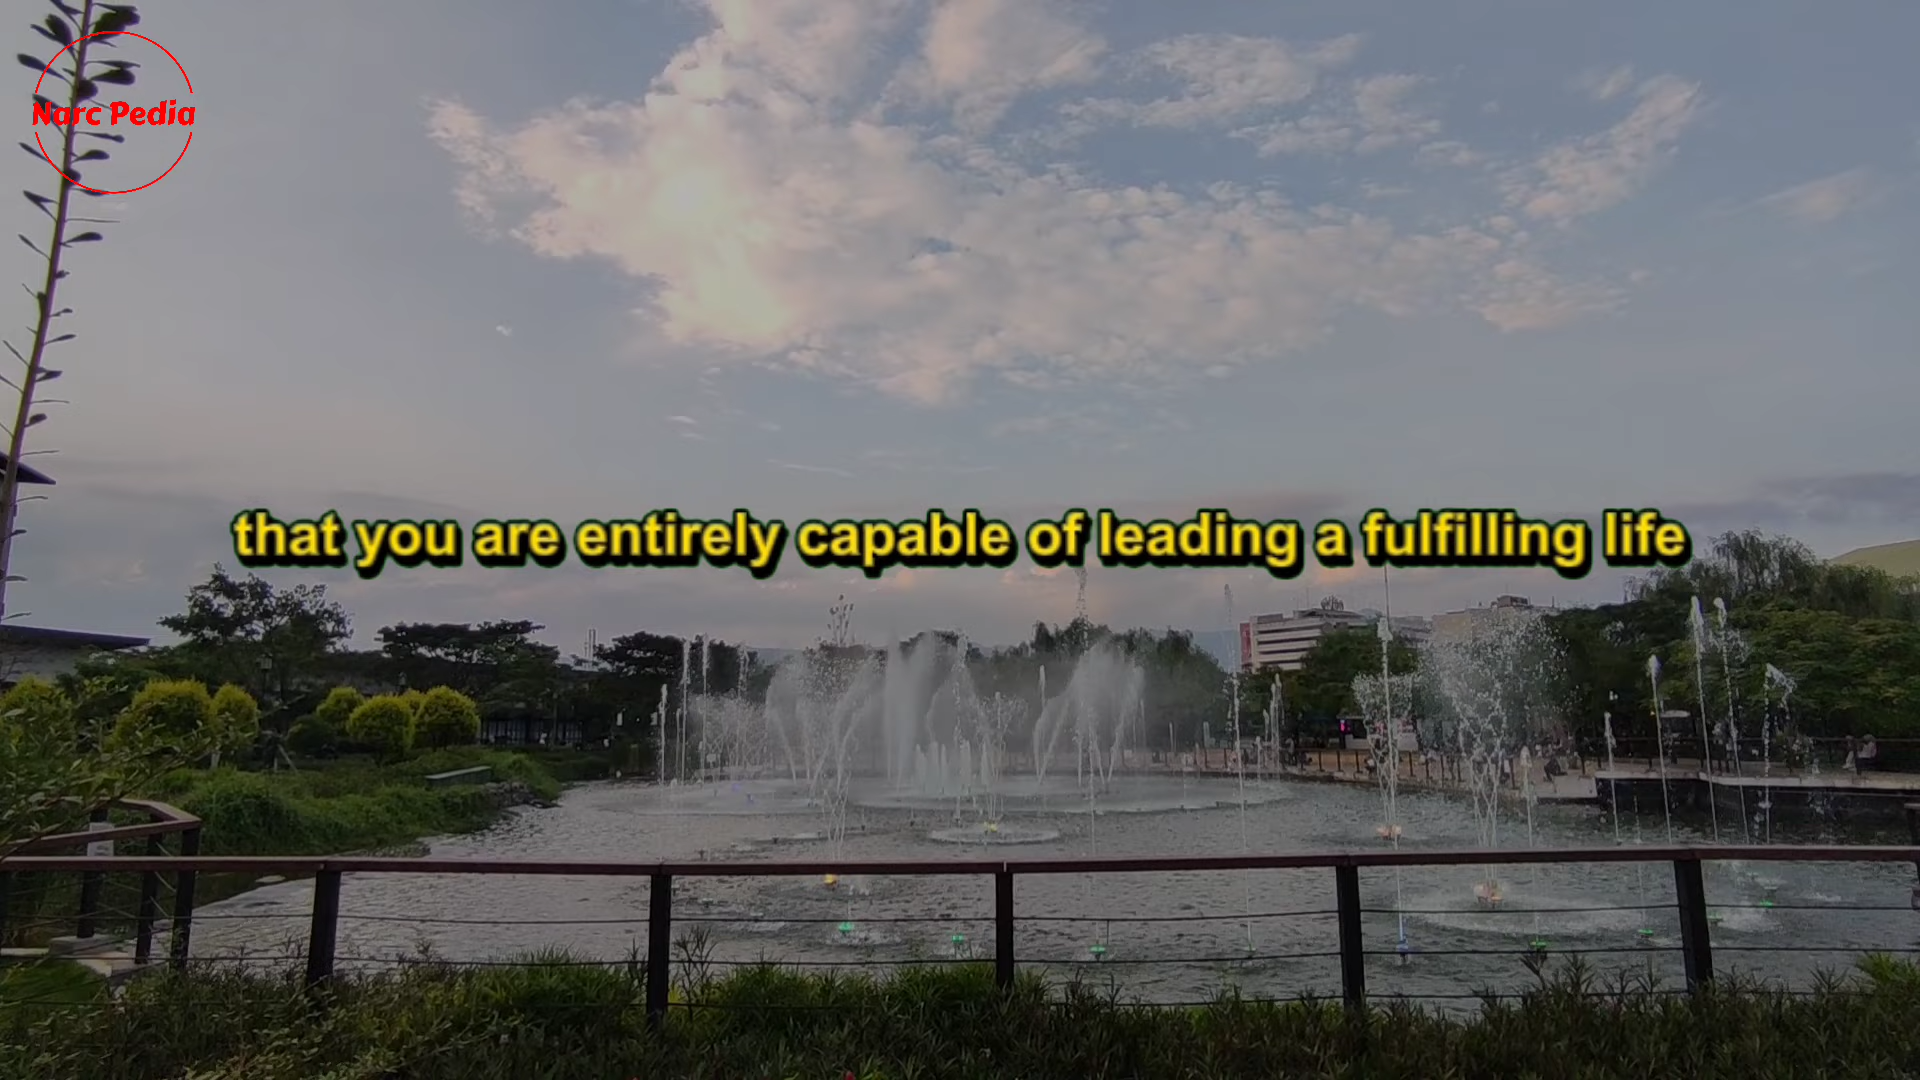 Narc Pedia
that you are entirely capable of leading a fulfilling life